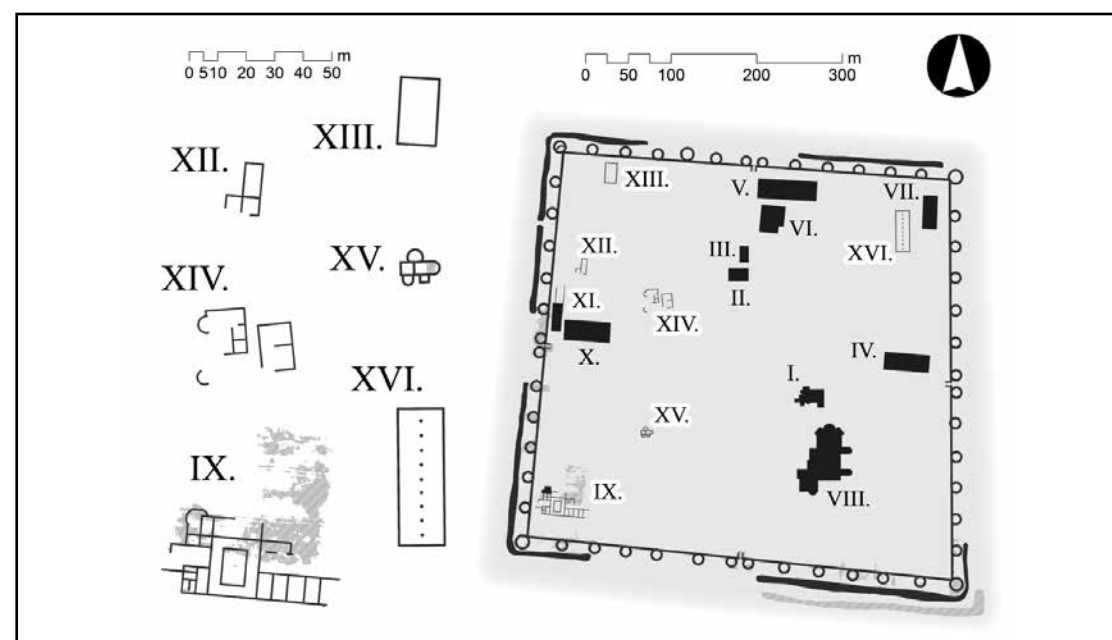 m
0 5 10 20 30 40 50
m
0 50 100 200 300
XIII.
XII.
XV.
XIV.
XVI.
IX.
XIII.
V.
VII.
VI.
XVI.
XII.
III.
II.
XI.
XIV.
X.
IV.
I.
XV.
IX.
VIII.